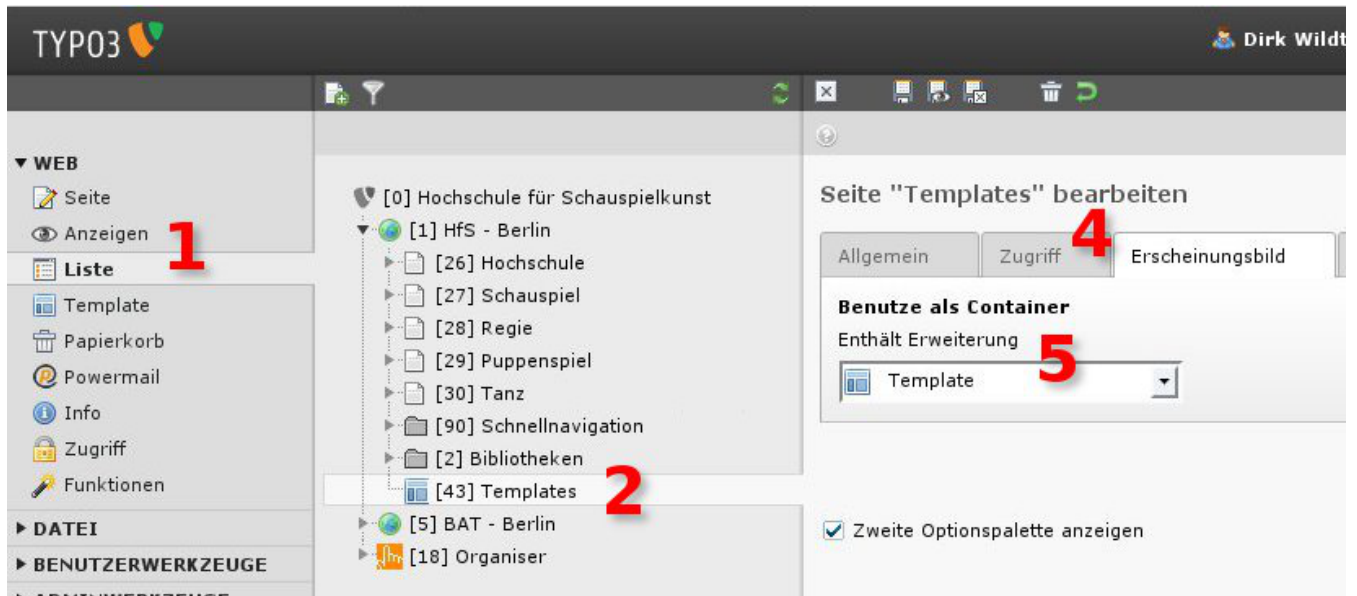 TYPO3
Dirk Wildt
WEB
Seite
Anzeigen
1
Liste
Template
Papierkorb
Powermail
Info
Zugriff
Funktionen
DATEI
BENUTZERWERKZEUGE
ADMINWERKZEUGE
[0] Hochschule für Schauspielkunst
[1] HfS - Berlin
[26] Hochschule
[27] Schauspiel
[28] Regie
[29] Puppenspiel
[30] Tanz
[90] Schnellnavigation
[2] Bibliotheken
[43] Templates 2
[5] BAT - Berlin
[18] Organiser
Seite "Templates" bearbeiten
4
Allgemein Zugriff Erscheinungsbild
Benutze als Container
Enthält Erweiterung
5
Template
Zweite Optionspalette anzeigen